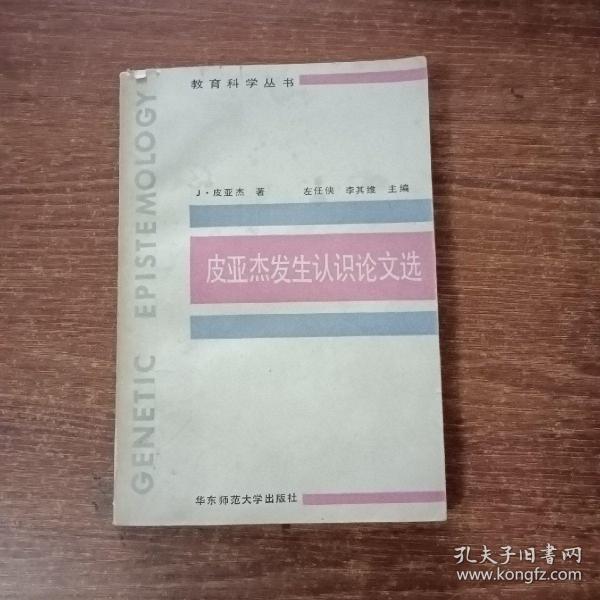 教育科学丛书
J·皮亚杰 著 左任侠 李其维 主编
皮亚杰发生认识论文选
GENETIC EPISTEMOLOGY
华东师范大学出版社
孔夫子旧书网
www.kongfz.com